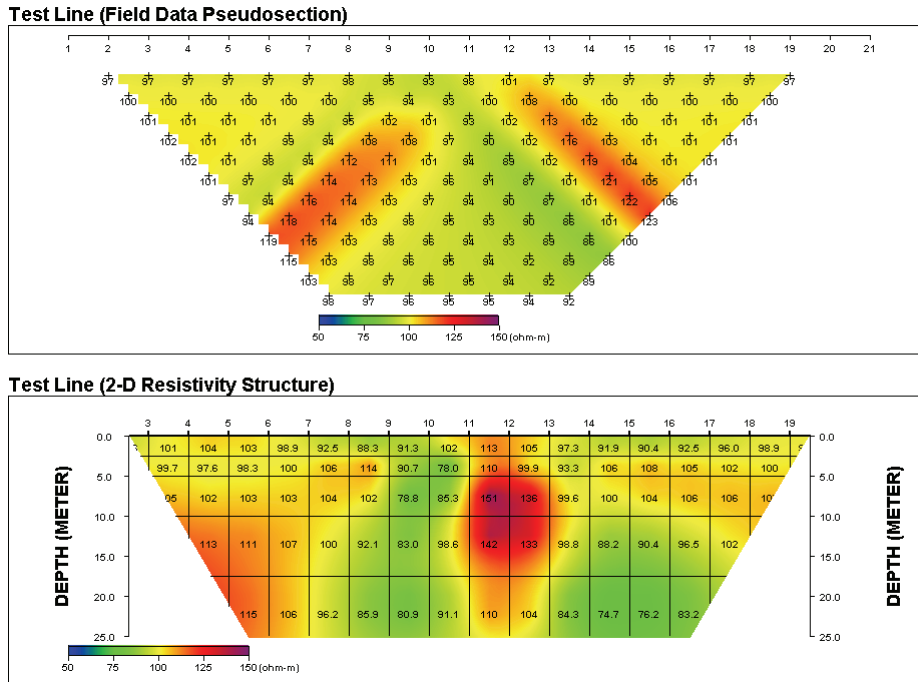 Test Line (Field Data Pseudosection)
1 2 3 4 5 6 7 8 9 10 11 12 13 14 15 16 17 18 19 20 21
97 97 97 97 97 97 98 95 93 98 101 97 97 97 97 97 97 97
100 100 100 100 100 98 95 94 93 100 108 100 100 100 100 100 100
101 101 101 100 99 94 102 101 93 102 113 102 100 101 101 101
102 101 101 99 94 108 108 97 90 102 116 100 101 101 101
102 101 98 94 112 111 101 96 90 102 119 104 101 101
101 97 94 114 113 103 96 91 87 101 121 105 101
97 94 116 114 103 97 94 90 87 101 122 106
94 118 114 103 98 95 93 90 86 101 123
119 115 103 98 96 94 93 89 86 100
115 103 98 97 95 94 92 89 86
103 98 97 96 95 94 92 89
98 97 96 95 95 94 92
50 75 100 125 150 (ohm-m)
Test Line (2-D Resistivity Structure)
3 4 5 6 7 8 9 10 11 12 13 14 15 16 17 18 19
0.0 0.0
101 104 103 98.9 92.5 88.3 91.3 102 113 105 97.3 91.9 90.4 92.5 96.0 98.9
99.7 97.6 98.3 100 106 114 90.7 78.0 110 99.9 93.3 106 108 105 102 100
5.0 5.0
05 102 103 103 104 102 78.8 85.3 151 136 99.6 100 104 106 106 10
10.0 10.0
113 111 107 100 92.1 83.0 98.6 142 133 98.8 88.2 90.4 96.5 102
15.0 15.0
20.0 20.0
115 106 96.2 85.9 80.9 91.1 110 104 84.3 74.7 76.2 83.2
25.0 25.0
DEPTH (METER)
DEPTH (METER)
50 75 100 125 150 (ohm-m)